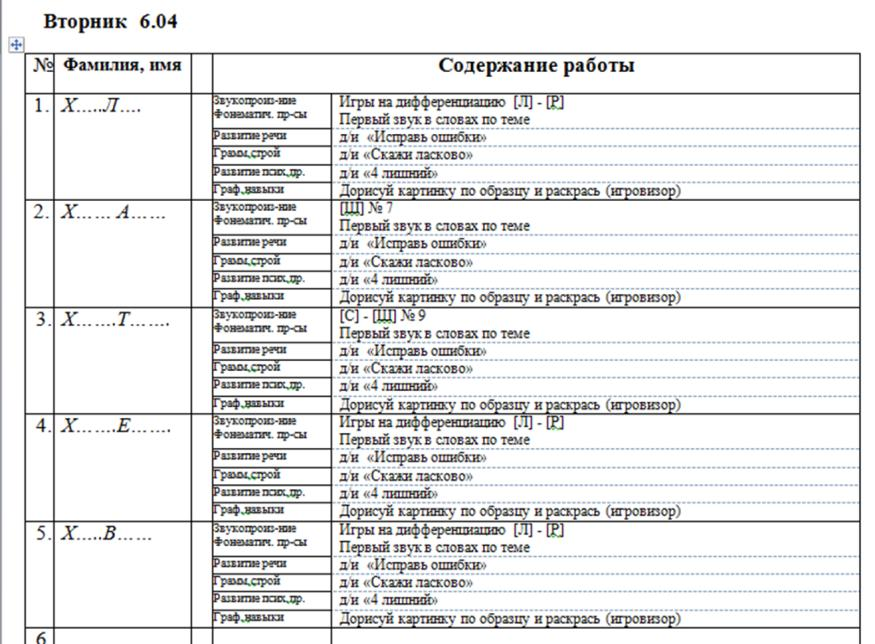 Вторник 6.04
№ Фамилия, имя Содержание работы
1. Х…..Л…. Звукопроиз-ние Игры на дифференциацию [Л] - [Р]
Фонематич. пр-сы Первый звук в словах по теме
Развитие речи д/и «Исправь ошибки»
Грамм,строй д/и «Скажи ласково»
Развитие псих,пр. д/и «4 лишний»
Граф,навыки Дорисуй картинку по образцу и раскрась (игровизор)
2. Х…… А…… Звукопроиз-ние [Ш] № 7
Фонематич. пр-сы Первый звук в словах по теме
Развитие речи д/и «Исправь ошибки»
Грамм,строй д/и «Скажи ласково»
Развитие псих,пр. д/и «4 лишний»
Граф,навыки Дорисуй картинку по образцу и раскрась (игровизор)
3. Х…….Т……. Звукопроиз-ние [С] - [Ш] № 9
Фонематич. пр-сы Первый звук в словах по теме
Развитие речи д/и «Исправь ошибки»
Грамм,строй д/и «Скажи ласково»
Развитие псих,пр. д/и «4 лишний»
Граф,навыки Дорисуй картинку по образцу и раскрась (игровизор)
4. Х…….Е……. Звукопроиз-ние Игры на дифференциацию [Л] - [Р]
Фонематич. пр-сы Первый звук в словах по теме
Развитие речи д/и «Исправь ошибки»
Грамм,строй д/и «Скажи ласково»
Развитие псих,пр. д/и «4 лишний»
Граф,навыки Дорисуй картинку по образцу и раскрась (игровизор)
5. Х…..В…… Звукопроиз-ние Игры на дифференциацию [Л] - [Р]
Фонематич. пр-сы Первый звук в словах по теме
Развитие речи д/и «Исправь ошибки»
Грамм,строй д/и «Скажи ласково»
Развитие псих,пр. д/и «4 лишний»
Граф,навыки Дорисуй картинку по образцу и раскрась (игровизор)
6